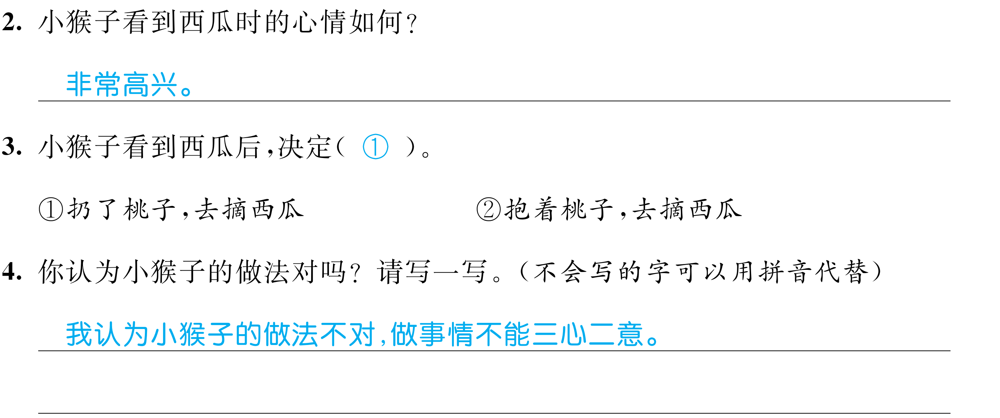 2. 小猴子看到西瓜时的心情如何?
非常高兴。
3. 小猴子看到西瓜后,决定( ① )。
①扔了桃子,去摘西瓜 ②抱着桃子,去摘西瓜
4. 你认为小猴子的做法对吗? 请写一写。(不会写的字可以用拼音代替)
我认为小猴子的做法不对,做事情不能三心二意。